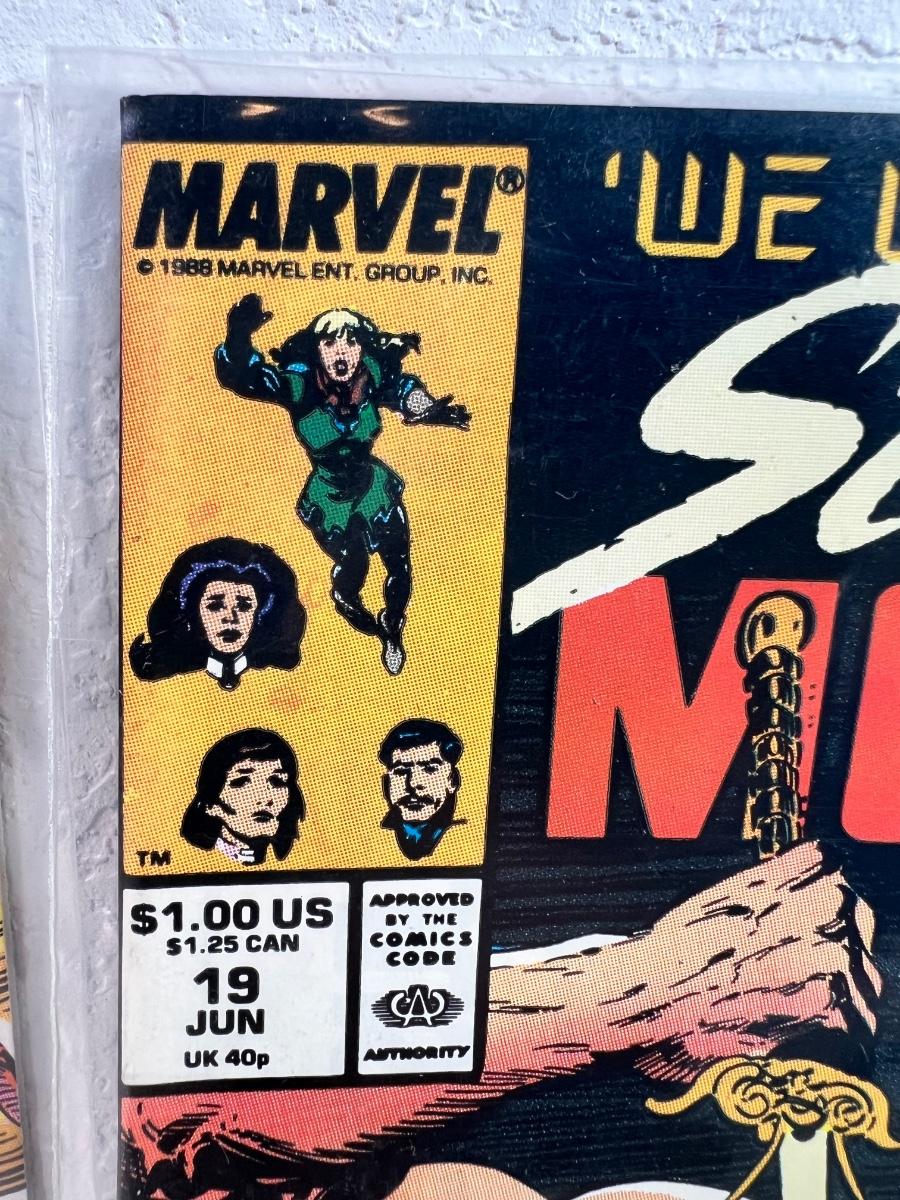 MARVEL®
© 1988 MARVEL ENT. GROUP, INC.
'WE
TM
$1.00 US
$1.25 CAN
19
JUN
UK 40p
APPROVED
BY THE
COMICS
CODE
CA
AUTHORITY